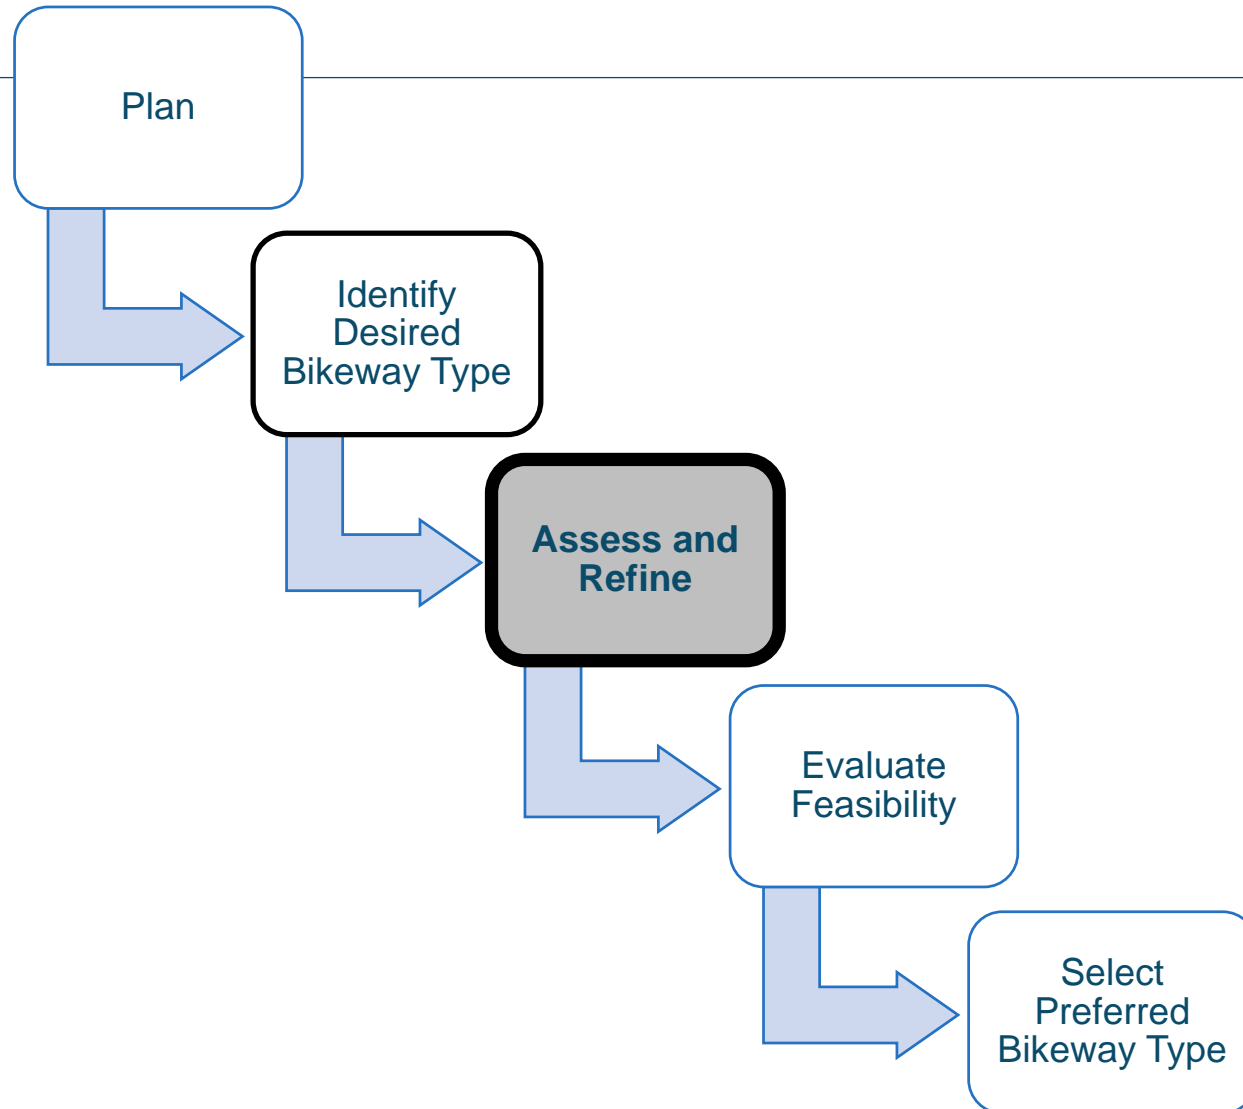 Plan
Identify
Desired
Bikeway Type
Assess and
Refine
Evaluate
Feasibility
Select
Preferred
Bikeway Type